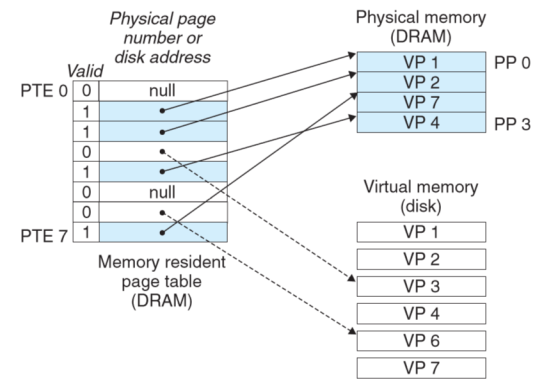 Physical page
number or
disk address
Valid
PTE 0 0 null
1
1
0
1
0 null
0
PTE 7 1
Memory resident
page table
(DRAM)
Physical memory
(DRAM)
VP 1 PP 0
VP 2
VP 7
VP 4 PP 3
Virtual memory
(disk)
VP 1
VP 2
VP 3
VP 4
VP 6
VP 7